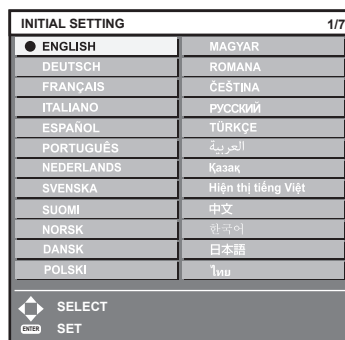 INITIAL SETTING 1/7
ENGLISH
DEUTSCH
FRANÇAIS
ITALIANO
ESPAÑOL
PORTUGUÊS
NEDERLANDS
SVENSKA
SUOMI
NORSK
DANSK
POLSKI
MAGYAR
ROMANA
ČEŠTINA
РУССКИЙ
TÜRKÇE
العربية
Қазақ
Hiện thị tiếng Việt
中文
한국어
日本語
ไทย
SELECT
ENTER SET